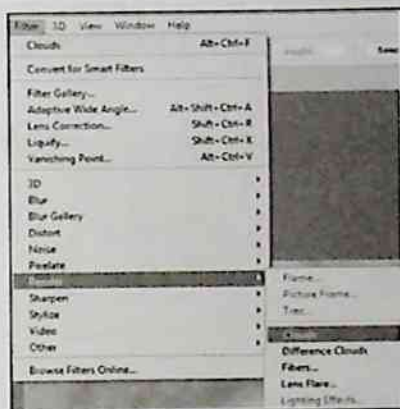 Filter 3D View Window Help
Clouds Alt+Ctrl+F
Convert for Smart Filters
Filter Gallery...
Adaptive Wide Angle... Alt+Shift+Ctrl+A
Lens Correction... Shift+Ctrl+R
Liquify... Shift+Ctrl+X
Vanishing Point... Alt+Ctrl+V
3D
Blur
Blur Gallery
Distort
Noise
Pixelate
Render
Sharpen
Stylize
Video
Other
Browse Filters Online...
Frame...
Picture Frame...
Tree...
Clouds
Difference Clouds
Fibers...
Lens Flare...
Lighting Effects...